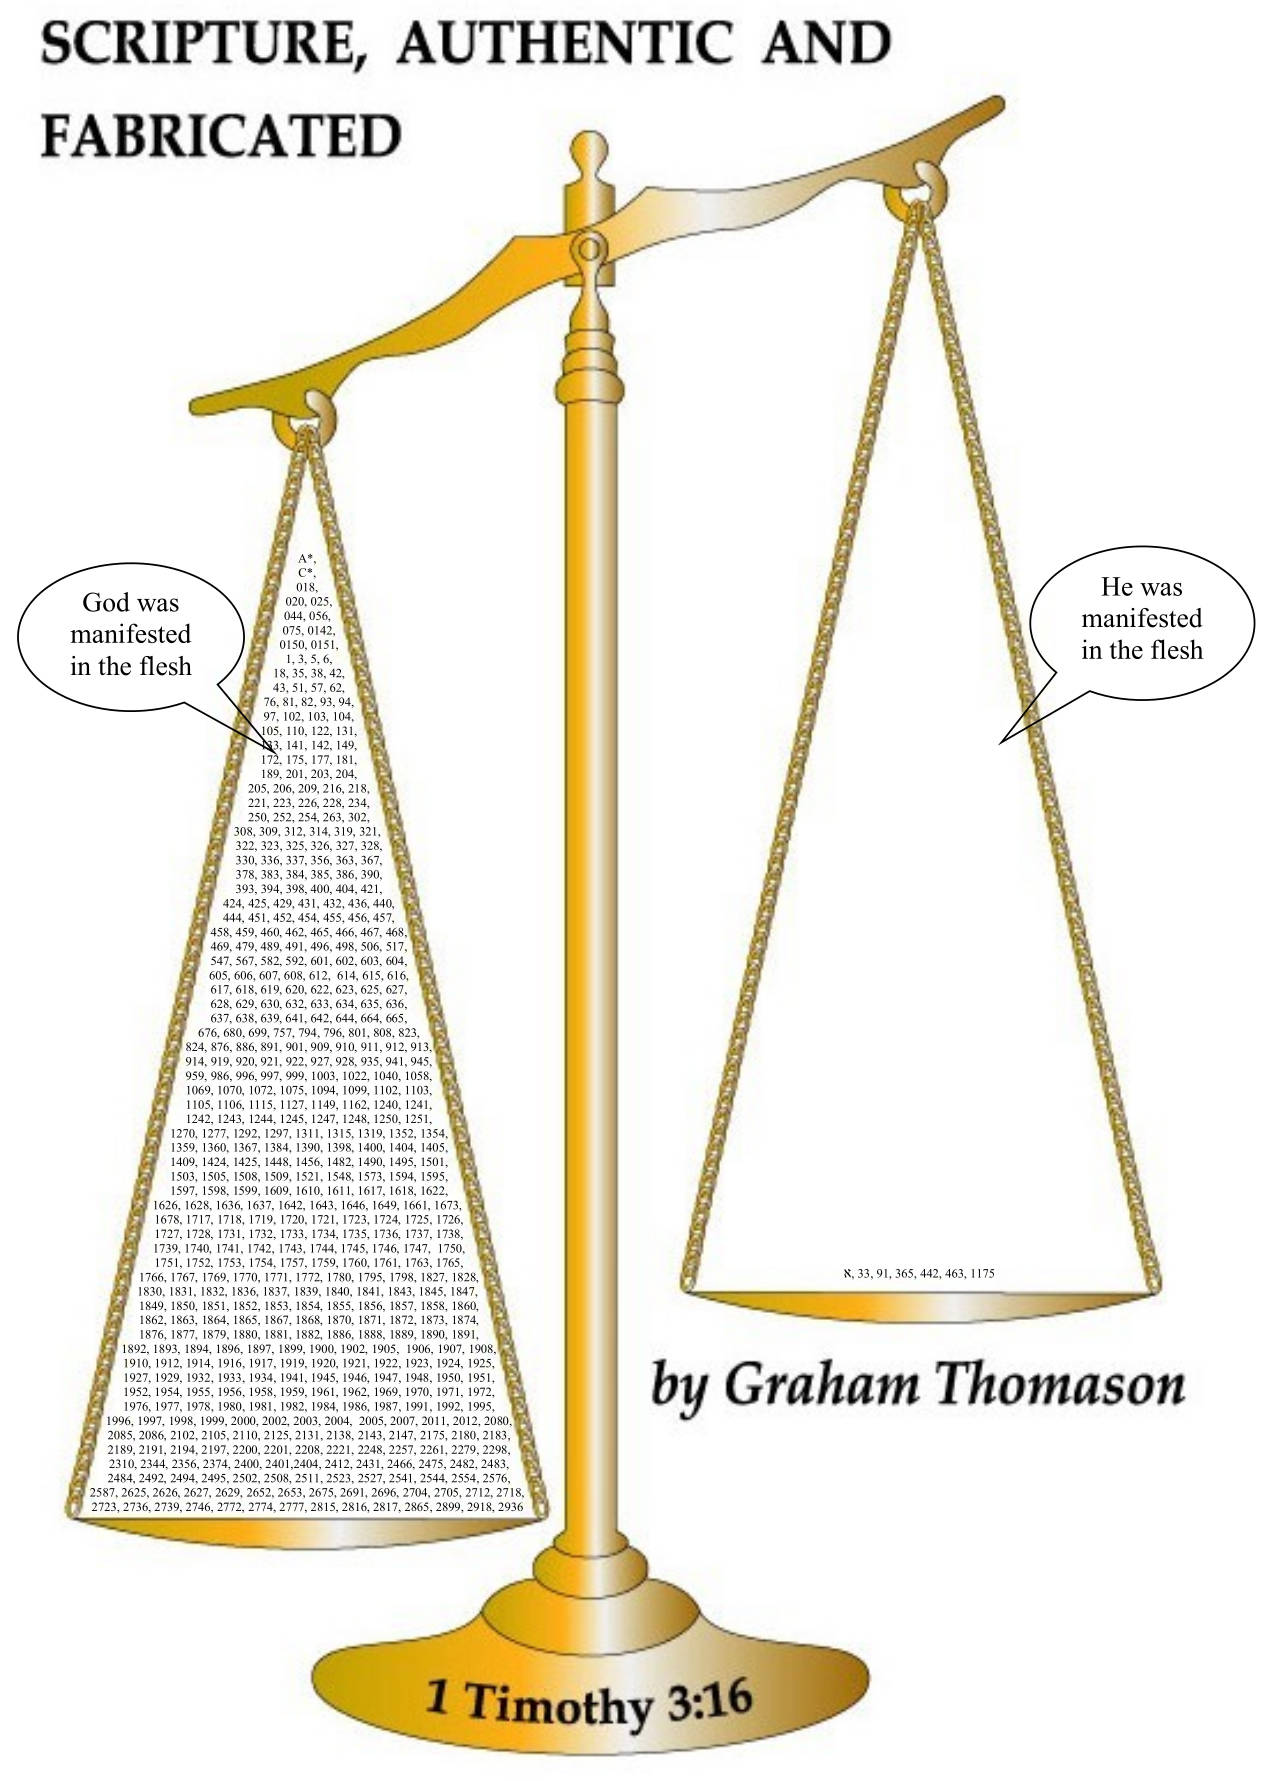 SCRIPTURE, AUTHENTIC AND
FABRICATED
God was
manifested
in the flesh
He was
manifested
in the flesh
A*,
C*,
018,
020, 025,
044, 056,
075, 0142,
0150, 0151,
1, 3, 5, 6,
18, 35, 38, 42,
43, 51, 57, 62,
76, 81, 82, 93, 94,
97, 102, 103, 104,
105, 110, 122, 131,
133, 141, 142, 149,
172, 175, 177, 181,
189, 201, 203, 204,
205, 206, 209, 216, 218,
221, 223, 226, 228, 234,
250, 252, 254, 263, 302,
308, 309, 312, 314, 319, 321,
322, 323, 325, 326, 327, 328,
330, 336, 337, 356, 363, 367,
378, 383, 384, 385, 386, 390,
393, 394, 398, 400, 404, 421,
424, 425, 429, 431, 432, 436, 440,
444, 451, 452, 454, 455, 456, 457,
458, 459, 460, 462, 465, 466, 467, 468,
469, 479, 489, 491, 496, 498, 506, 517,
547, 567, 582, 592, 601, 602, 603, 604,
605, 606, 607, 608, 612, 614, 615, 616,
617, 618, 619, 620, 622, 623, 625, 627,
628, 629, 630, 632, 633, 634, 635, 636,
637, 638, 639, 641, 642, 644, 664, 665,
676, 680, 699, 757, 794, 796, 801, 808, 823,
824, 876, 886, 891, 901, 909, 910, 911, 912, 913,
914, 919, 920, 921, 922, 927, 928, 935, 941, 945,
959, 986, 996, 997, 999, 1003, 1022, 1040, 1058,
1069, 1070, 1072, 1075, 1094, 1099, 1102, 1103,
1105, 1106, 1115, 1127, 1149, 1162, 1240, 1241,
1242, 1243, 1244, 1245, 1247, 1248, 1250, 1251,
1270, 1277, 1292, 1297, 1311, 1315, 1319, 1352, 1354,
1359, 1360, 1367, 1384, 1390, 1398, 1400, 1404, 1405,
1409, 1424, 1425, 1448, 1456, 1482, 1490, 1495, 1501,
1503, 1505, 1508, 1509, 1521, 1548, 1573, 1594, 1595,
1597, 1598, 1599, 1609, 1610, 1611, 1617, 1618, 1622,
1626, 1628, 1636, 1637, 1642, 1643, 1646, 1649, 1661, 1673,
1678, 1717, 1718, 1719, 1720, 1721, 1723, 1724, 1725, 1726,
1727, 1728, 1731, 1732, 1733, 1734, 1735, 1736, 1737, 1738,
1739, 1740, 1741, 1742, 1743, 1744, 1745, 1746, 1747, 1750,
1751, 1752, 1753, 1754, 1757, 1759, 1760, 1761, 1763, 1765,
1766, 1767, 1769, 1770, 1771, 1772, 1780, 1795, 1798, 1827, 1828,
1830, 1831, 1832, 1836, 1837, 1839, 1840, 1841, 1843, 1845, 1847,
1849, 1850, 1851, 1852, 1853, 1854, 1855, 1856, 1857, 1858, 1860,
1862, 1863, 1864, 1865, 1867, 1868, 1870, 1871, 1872, 1873, 1874,
1876, 1877, 1879, 1880, 1881, 1882, 1886, 1888, 1889, 1890, 1891,
1892, 1893, 1894, 1896, 1897, 1899, 1900, 1902, 1905, 1906, 1907, 1908,
1910, 1912, 1914, 1916, 1917, 1919, 1920, 1921, 1922, 1923, 1924, 1925,
1927, 1929, 1932, 1933, 1934, 1941, 1945, 1946, 1947, 1948, 1950, 1951,
1952, 1954, 1955, 1956, 1958, 1959, 1961, 1962, 1969, 1970, 1971, 1972,
1976, 1977, 1978, 1980, 1981, 1982, 1984, 1986, 1987, 1991, 1992, 1995,
1996, 1997, 1998, 1999, 2000, 2002, 2003, 2004, 2005, 2007, 2011, 2012, 2080,
2085, 2086, 2102, 2105, 2110, 2125, 2131, 2138, 2143, 2147, 2175, 2180, 2183,
2189, 2191, 2194, 2197, 2200, 2201, 2208, 2221, 2248, 2257, 2261, 2279, 2298,
2310, 2344, 2356, 2374, 2400, 2401,2404, 2412, 2431, 2466, 2475, 2482, 2483,
2484, 2492, 2494, 2495, 2502, 2508, 2511, 2523, 2527, 2541, 2544, 2554, 2576,
2587, 2625, 2626, 2627, 2629, 2652, 2653, 2675, 2691, 2696, 2704, 2705, 2712, 2718,
2723, 2736, 2739, 2746, 2772, 2774, 2777, 2815, 2816, 2817, 2865, 2899, 2918, 2936
א, 33, 91, 365, 442, 463, 1175
by Graham Thomason
1 Timothy 3:16